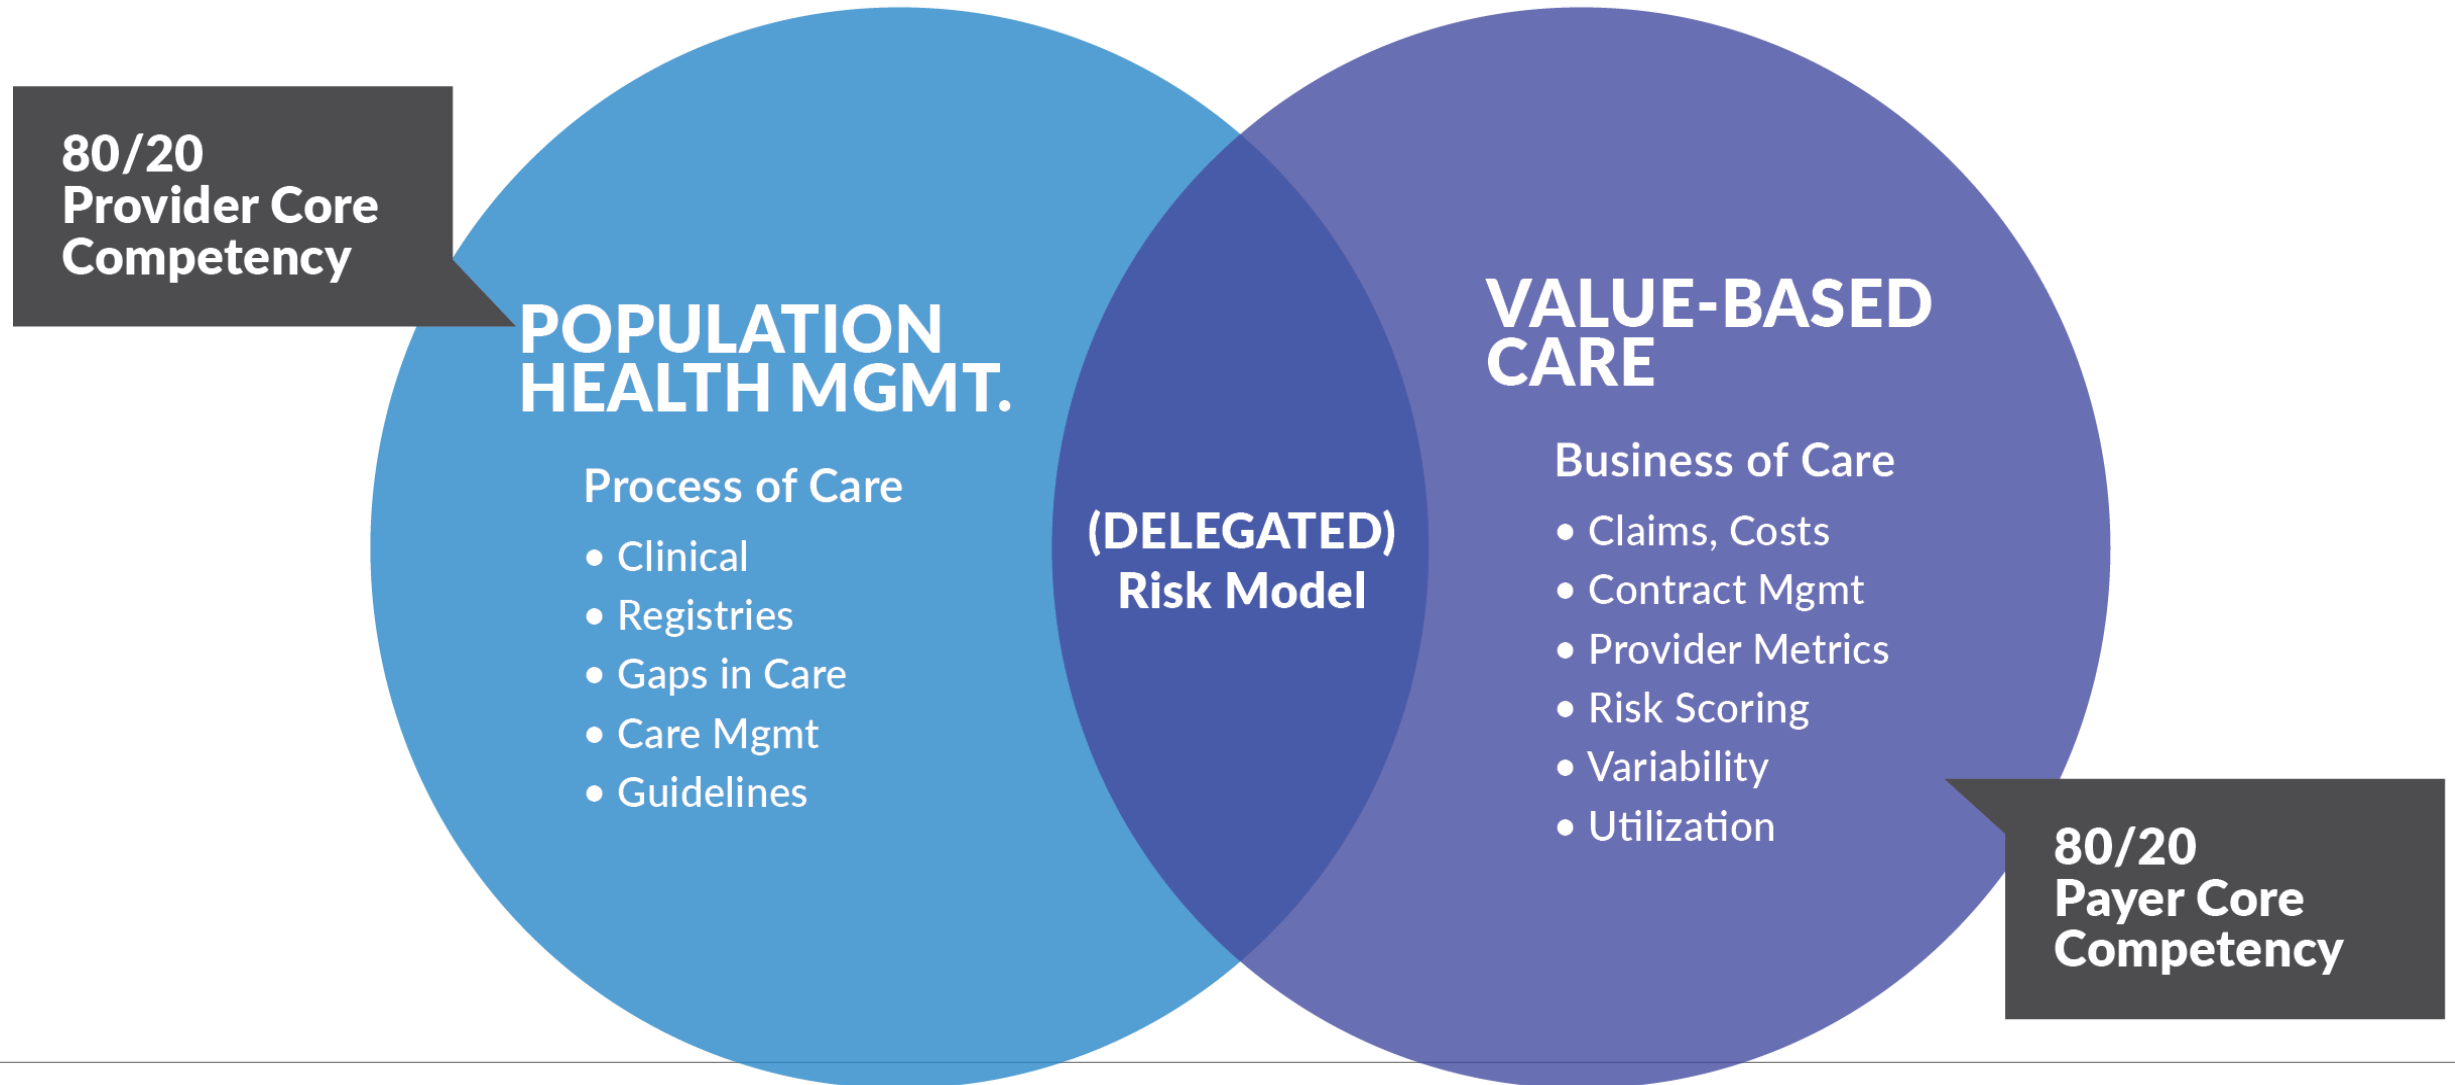 80/20
Provider Core
Competency
POPULATION
HEALTH MGMT.
Process of Care
• Clinical
• Registries
• Gaps in Care
• Care Mgmt
• Guidelines
(DELEGATED)
Risk Model
VALUE-BASED
CARE
Business of Care
• Claims, Costs
• Contract Mgmt
• Provider Metrics
• Risk Scoring
• Variability
• Utilization
80/20
Payer Core
Competency